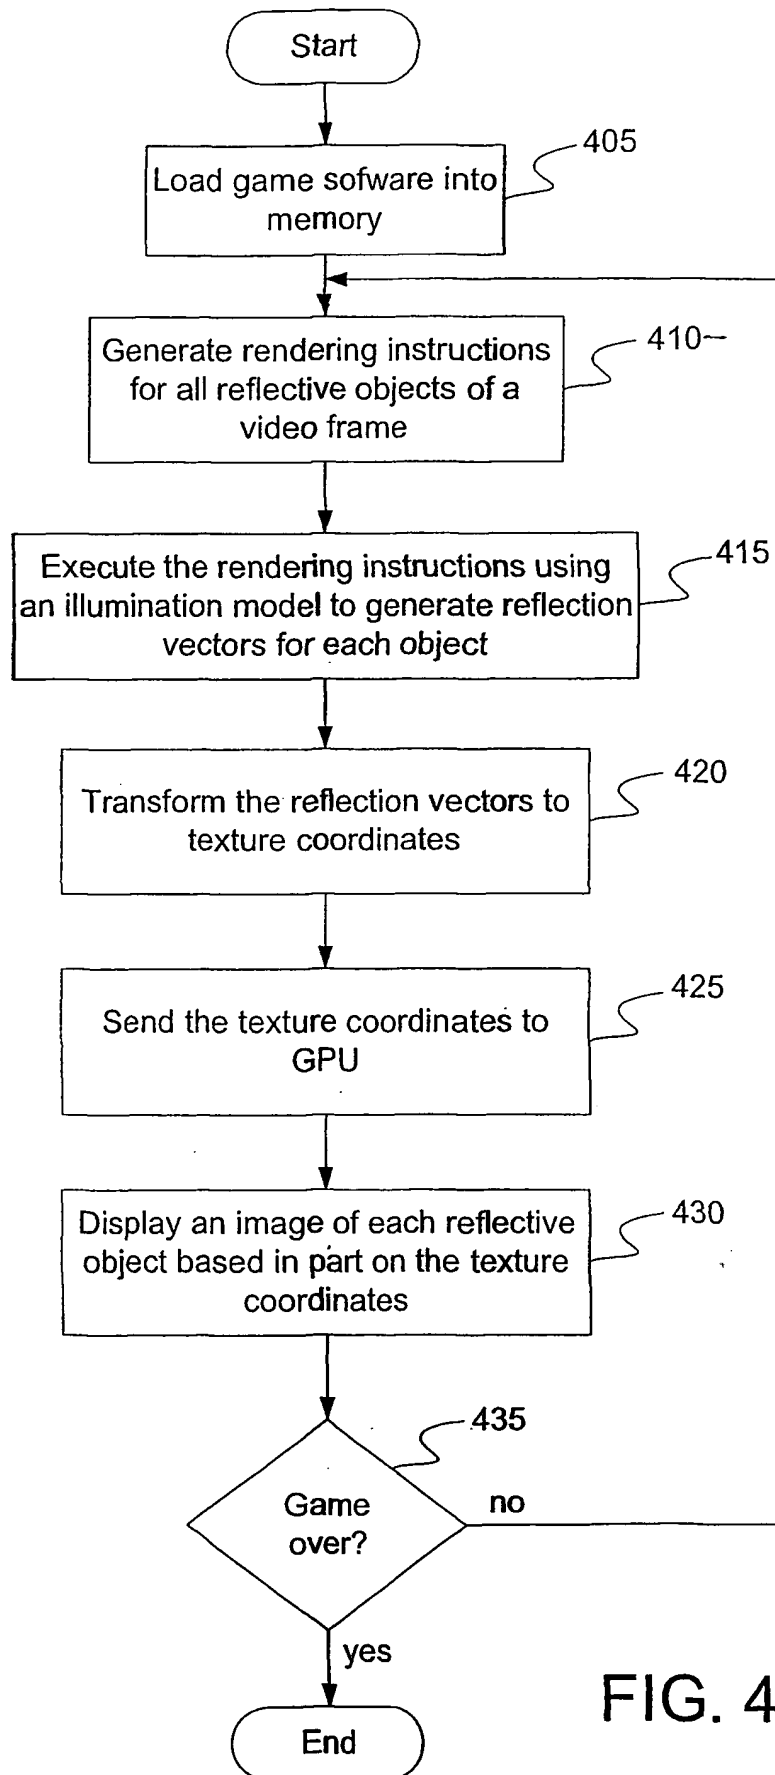 Start
405
Load game sofware into
memory
410
Generate rendering instructions
for all reflective objects of a
video frame
415
Execute the rendering instructions using
an illumination model to generate reflection
vectors for each object
420
Transform the reflection vectors to
texture coordinates
425
Send the texture coordinates to
GPU
430
Display an image of each reflective
object based in part on the texture
coordinates
435
Game
over?
no
yes
End
FIG. 4